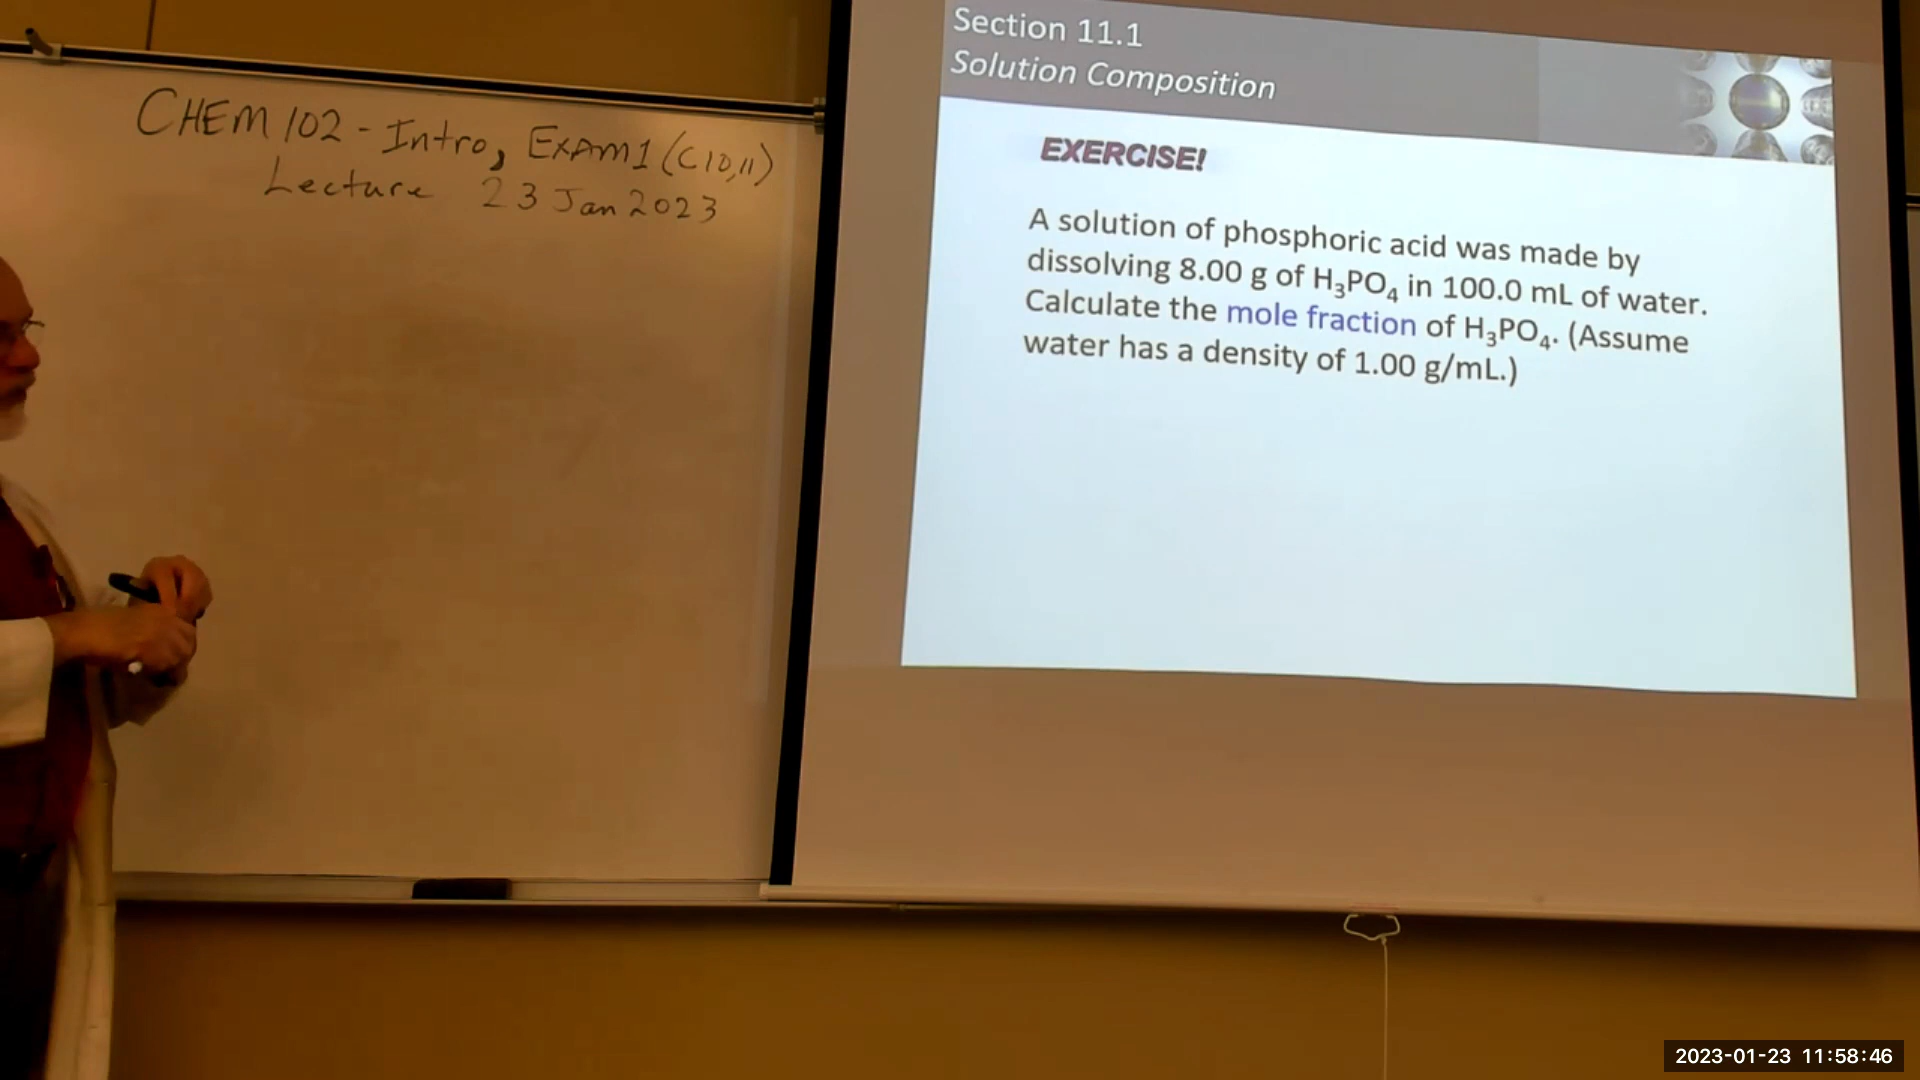 CHEM 102 - Intro, EXAM 1 (C10,11)
Lecture 23 Jan 2023
Section 11.1
Solution Composition
EXERCISE!
A solution of phosphoric acid was made by
dissolving 8.00 g of H₃PO₄ in 100.0 mL of water.
Calculate the mole fraction of H₃PO₄. (Assume
water has a density of 1.00 g/mL.)
2023-01-23 11:58:46